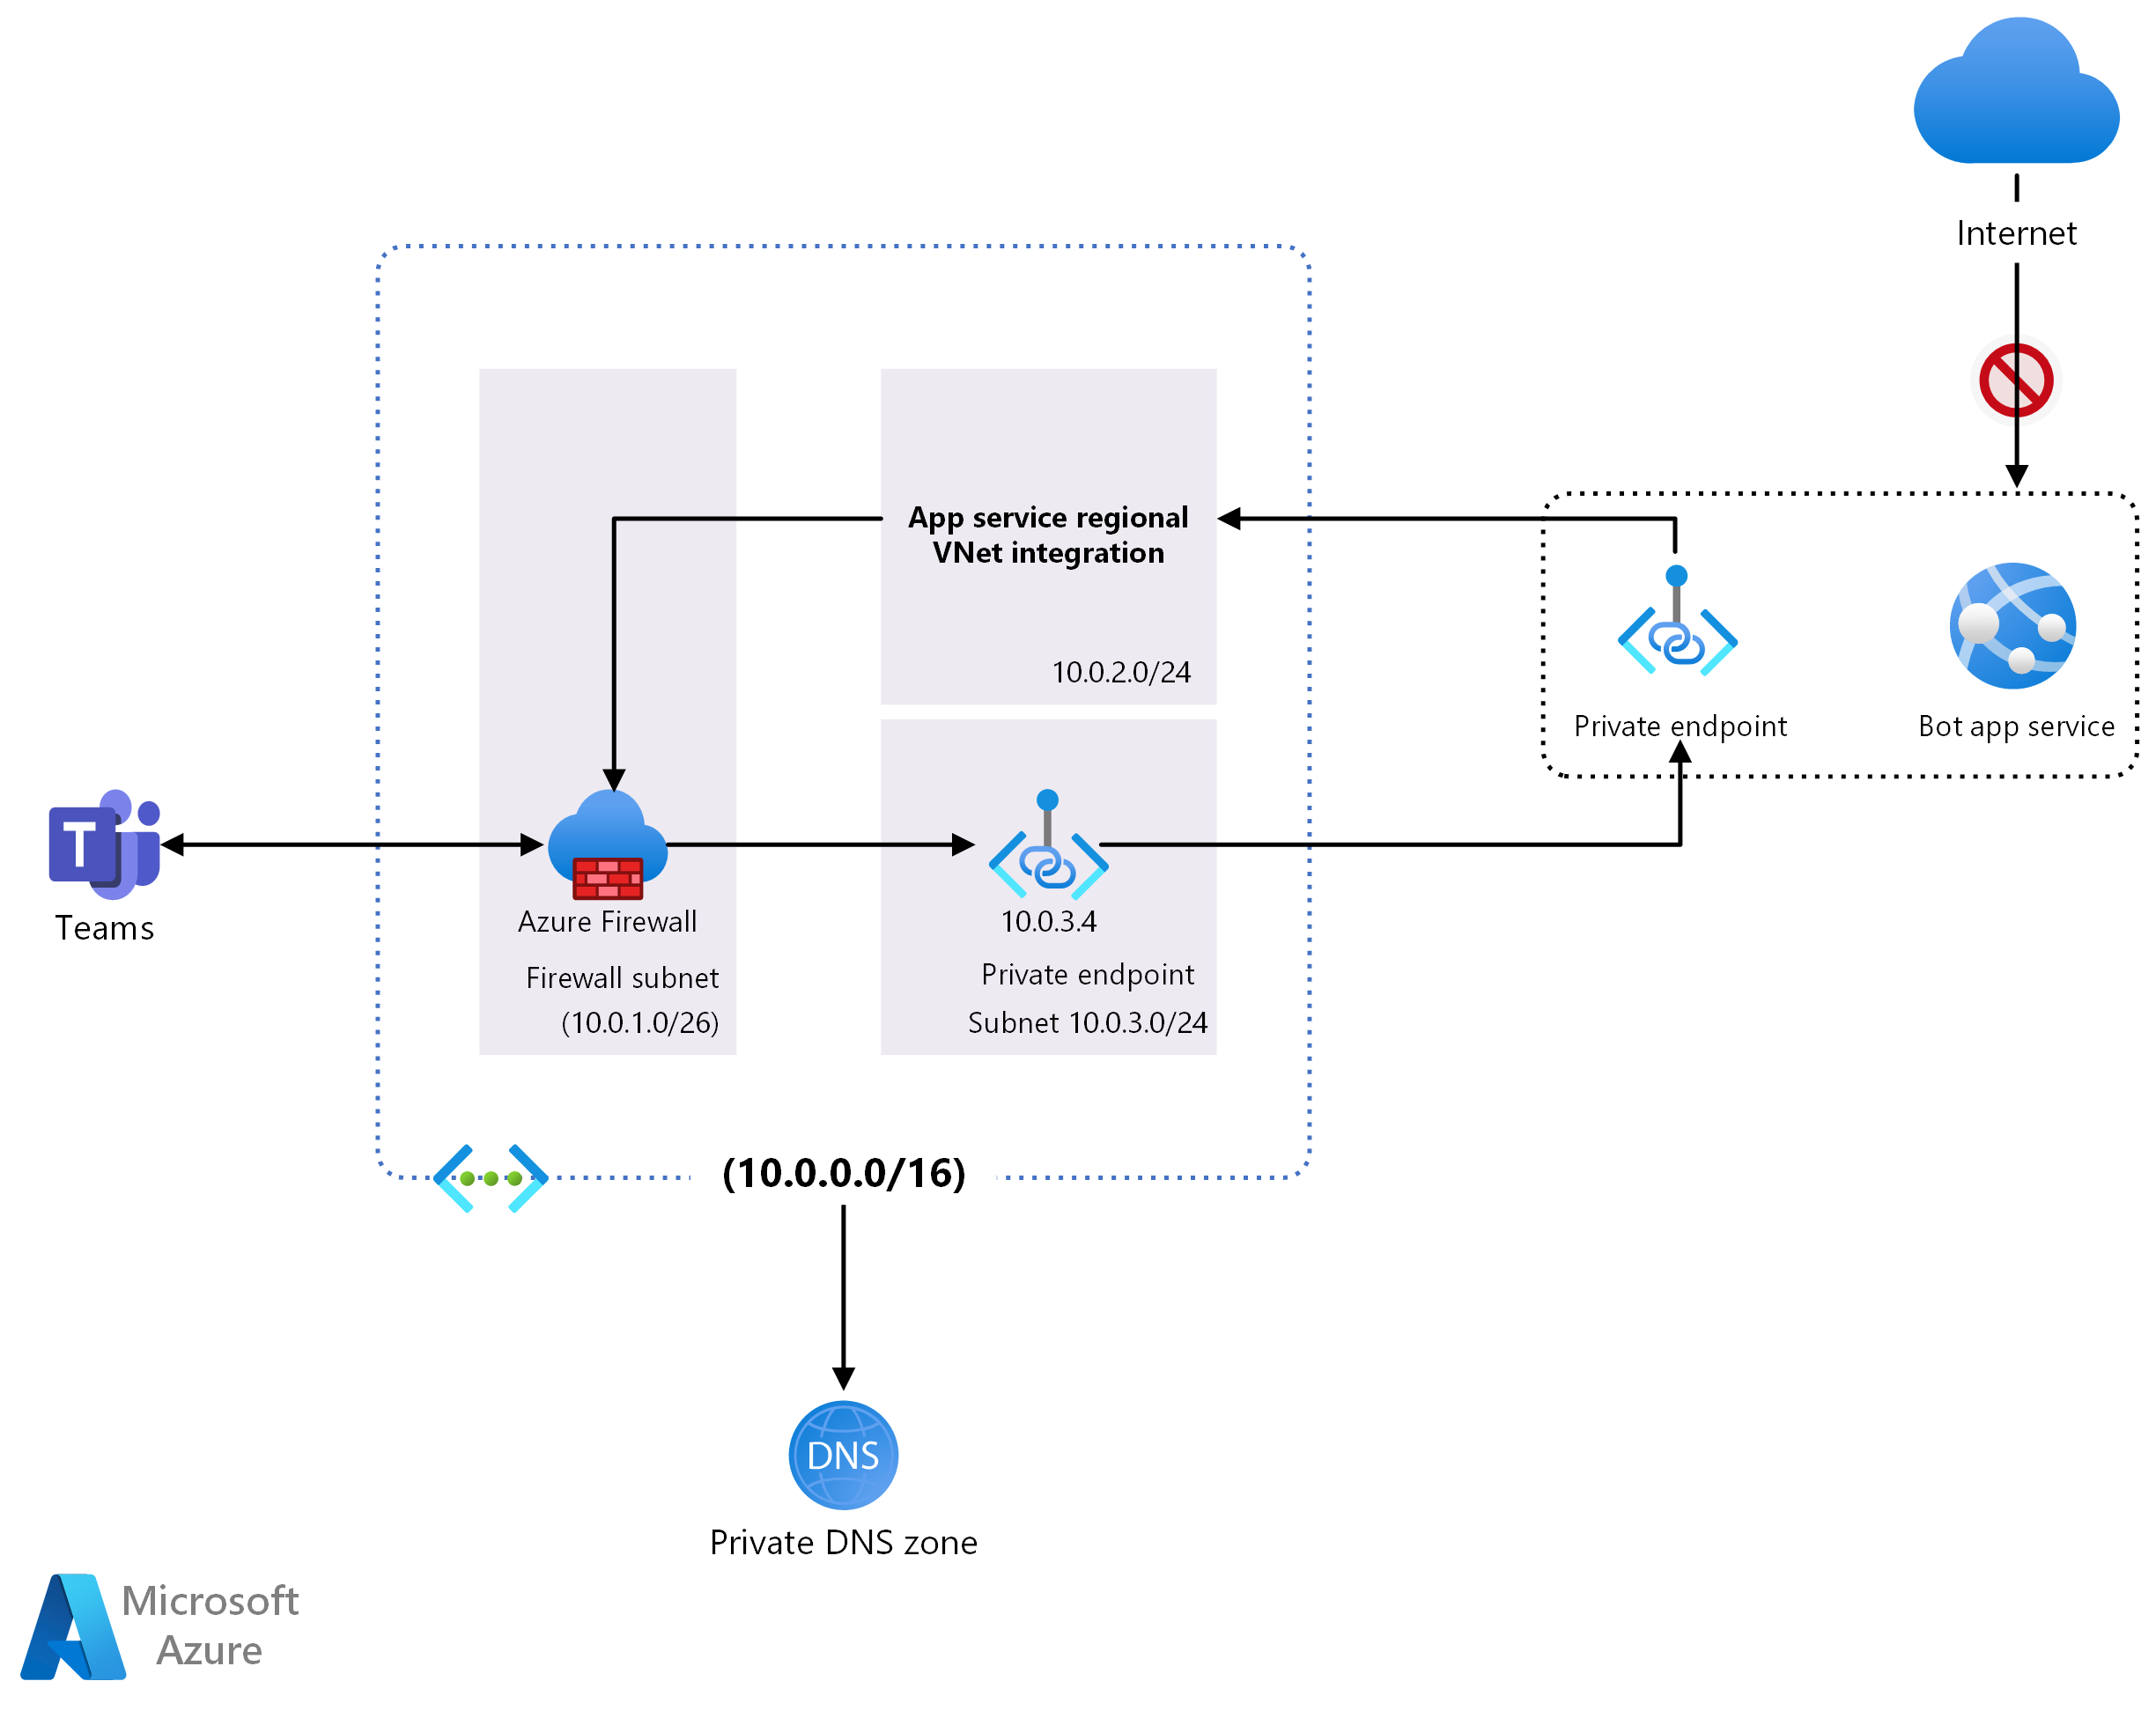 Internet
App service regional
VNet integration
10.0.2.0/24
Private endpoint
Bot app service
T
Teams
Azure Firewall
Firewall subnet
(10.0.1.0/26)
10.0.3.4
Private endpoint
Subnet 10.0.3.0/24
(10.0.0.0/16)
DNS
Private DNS zone
Microsoft
Azure